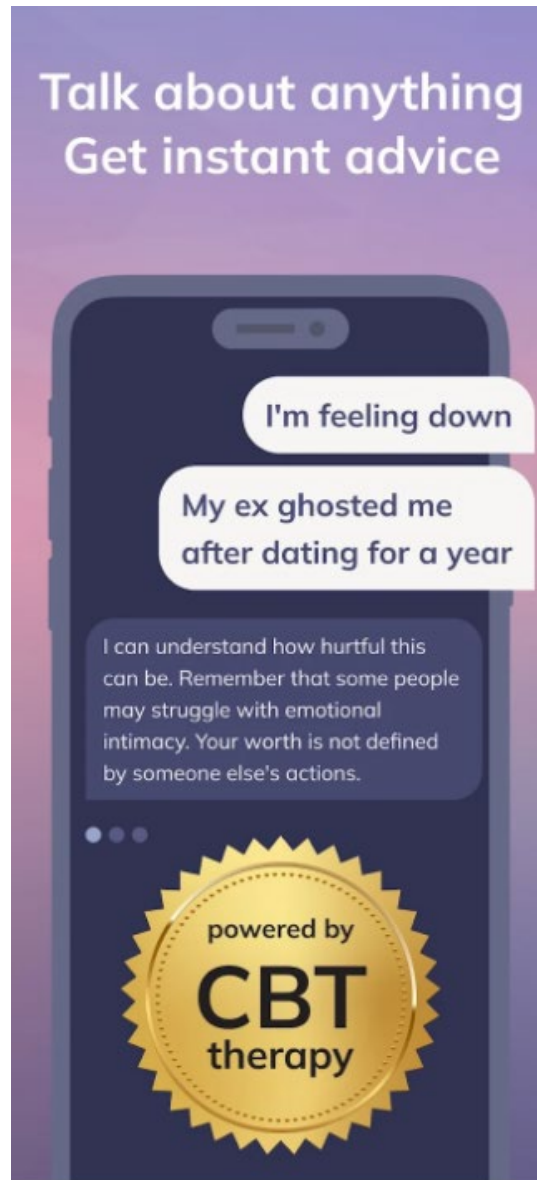 Talk about anything
Get instant advice
I'm feeling down
My ex ghosted me
after dating for a year
I can understand how hurtful this
can be. Remember that some people
may struggle with emotional
intimacy. Your worth is not defined
by someone else's actions.
powered by
CBT
therapy